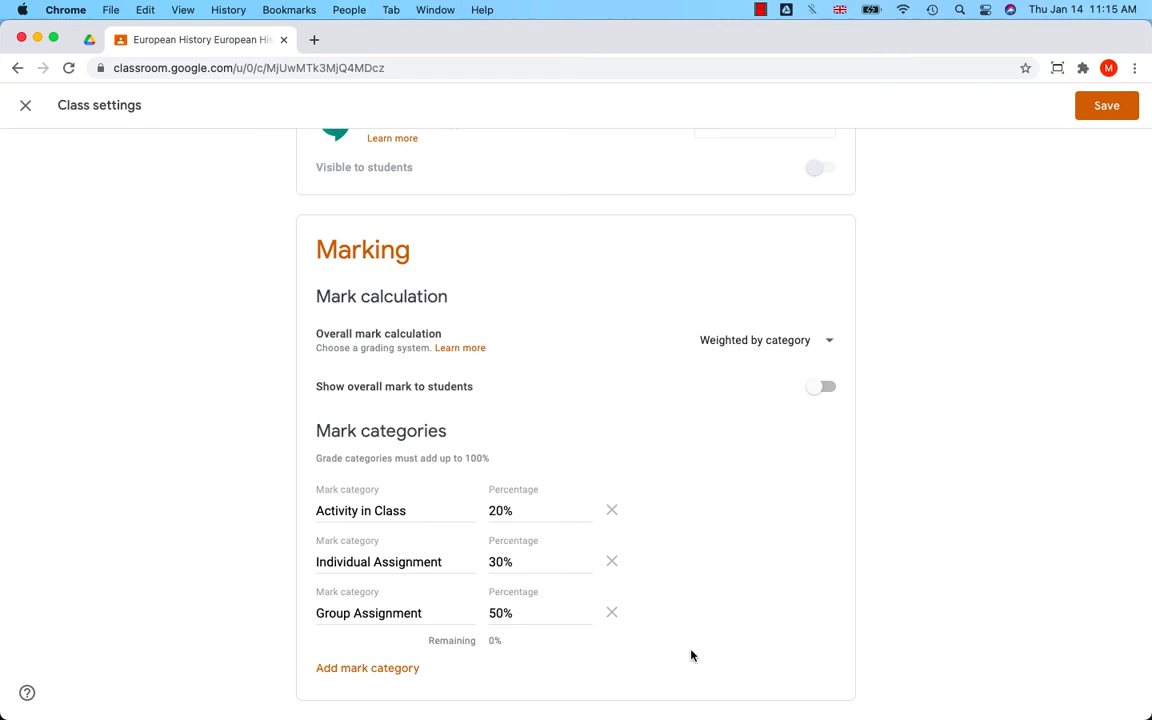 Chrome File Edit View History Bookmarks People Tab Window Help Thu Jan 14 11:15 AM
European History European His
classroom.google.com/u/0/c/MjUwMTk3MjQ4MDcz M
Class settings Save
Learn more
Visible to students
Marking
Mark calculation
Overall mark calculation
Choose a grading system. Learn more
Weighted by category
Show overall mark to students
Mark categories
Grade categories must add up to 100%
Mark category Percentage
Activity in Class 20%
Mark category Percentage
Individual Assignment 30%
Mark category Percentage
Group Assignment 50%
Remaining 0%
Add mark category